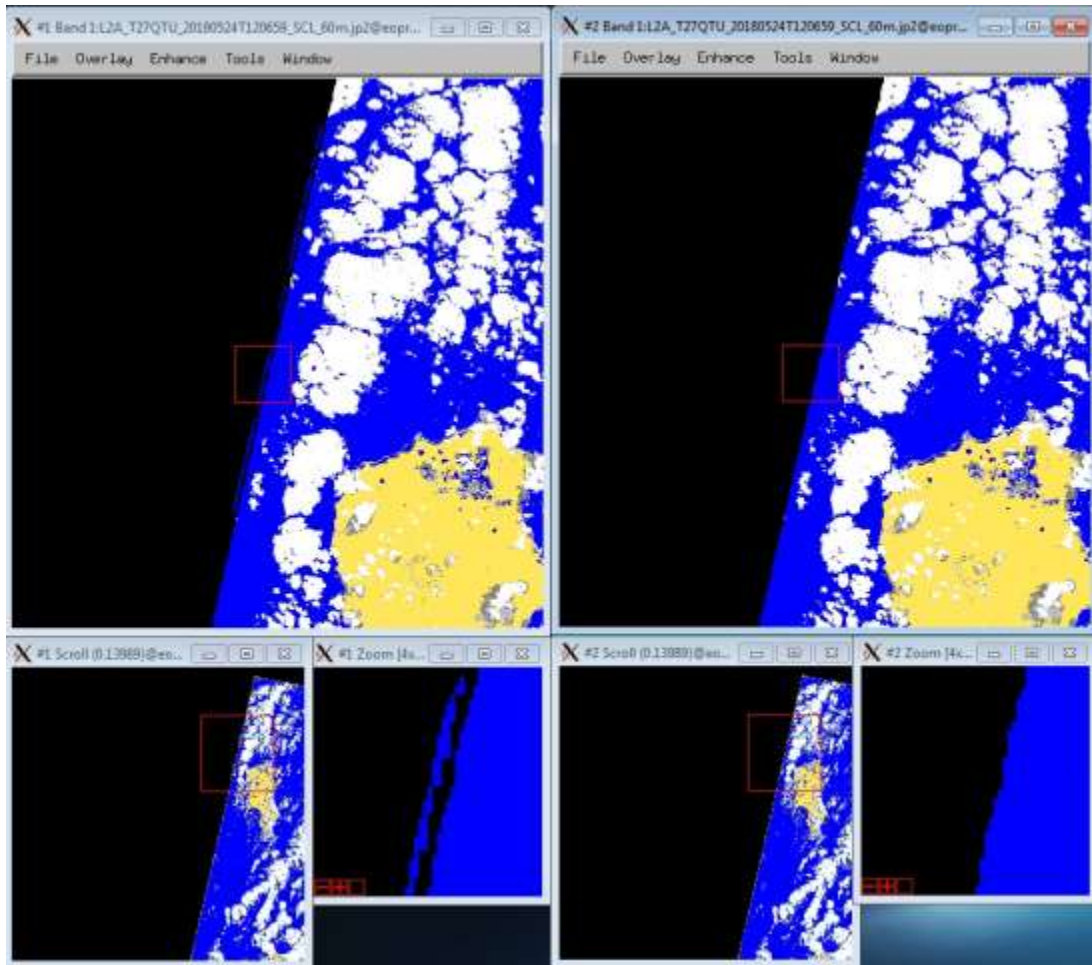 #1 Band 1:L2A_T27QTU_20180524T120659_SCL_60m.jp2@eopr...
File Overlay Enhance Tools Window
#2 Band 1:L2A_T27QTU_20180524T120659_SCL_60m.jp2@eopr...
File Overlay Enhance Tools Window
#1 Scroll (0.13989)@eo...
#1 Zoom [4x...
#2 Scroll (0.13989)@eo...
#2 Zoom [4x...